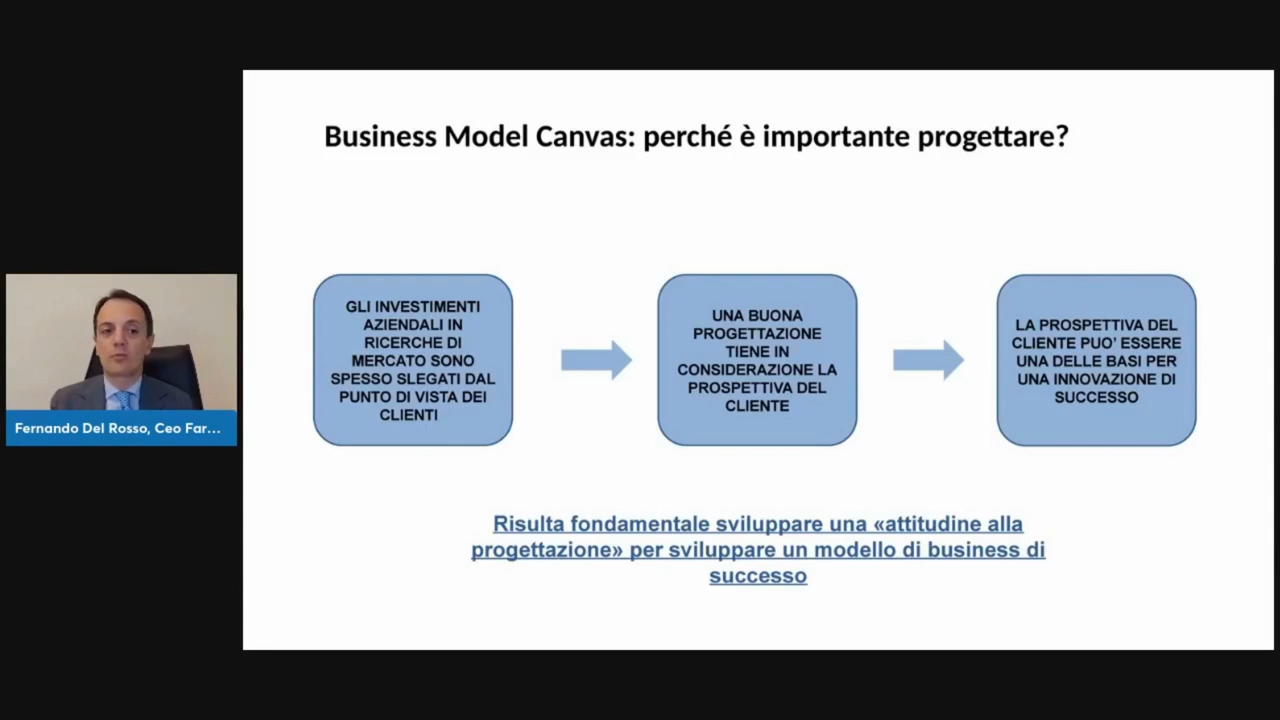 Business Model Canvas: perché è importante progettare?
GLI INVESTIMENTI
AZIENDALI IN
RICERCHE DI
MERCATO SONO
SPESSO SLEGATI DAL
PUNTO DI VISTA DEI
CLIENTI
UNA BUONA
PROGETTAZIONE
TIENE IN
CONSIDERAZIONE LA
PROSPETTIVA DEL
CLIENTE
LA PROSPETTIVA DEL
CLIENTE PUO’ ESSERE
UNA DELLE BASI PER
UNA INNOVAZIONE DI
SUCCESSO
Fernando Del Rosso, Ceo Far...
Risulta fondamentale sviluppare una «attitudine alla
progettazione» per sviluppare un modello di business di
successo